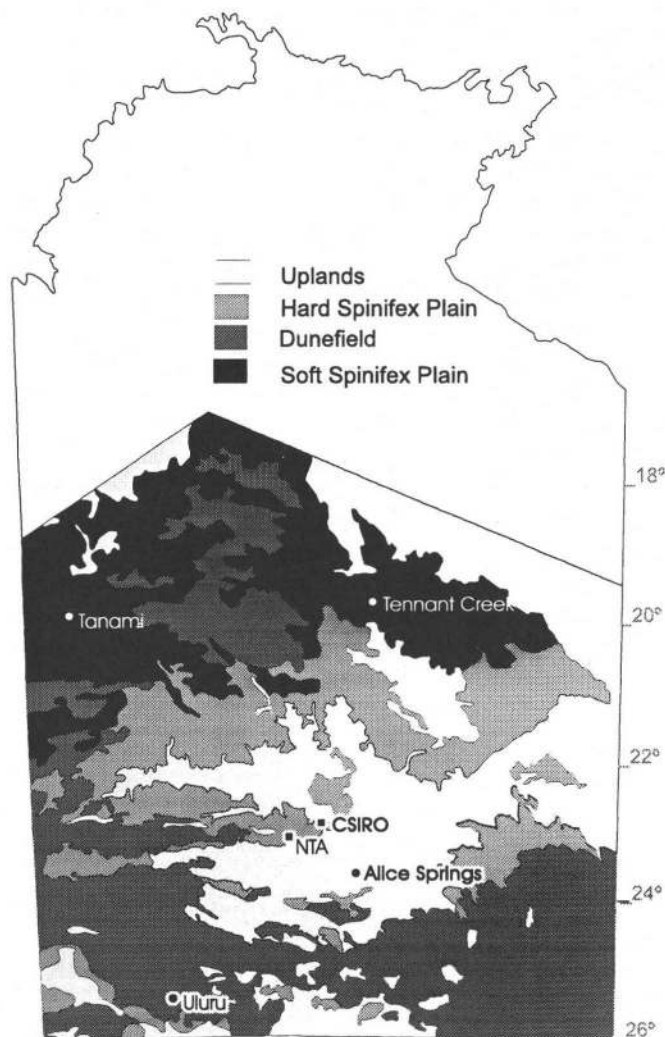 Uplands
Hard Spinifex Plain
Dunefield
Soft Spinifex Plain
18°
Tennant Creek
20°
Tanami
22°
CSIRO
NTA
Alice Springs
24°
Uluru
26°